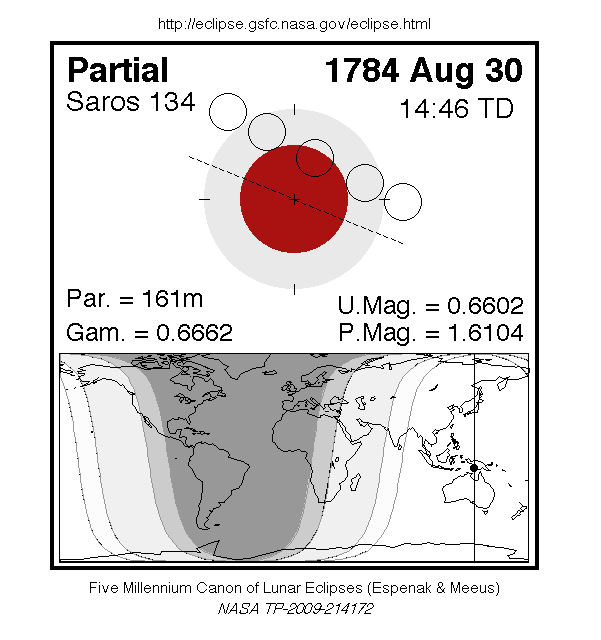 http://eclipse.gsfc.nasa.gov/eclipse.html
Partial
1784 Aug 30
Saros 134
14:46 TD
Par. = 161m
U.Mag. = 0.6602
Gam. = 0.6662
P.Mag. = 1.6104
Five Millennium Canon of Lunar Eclipses (Espenak & Meeus)
NASA TP-2009-214172